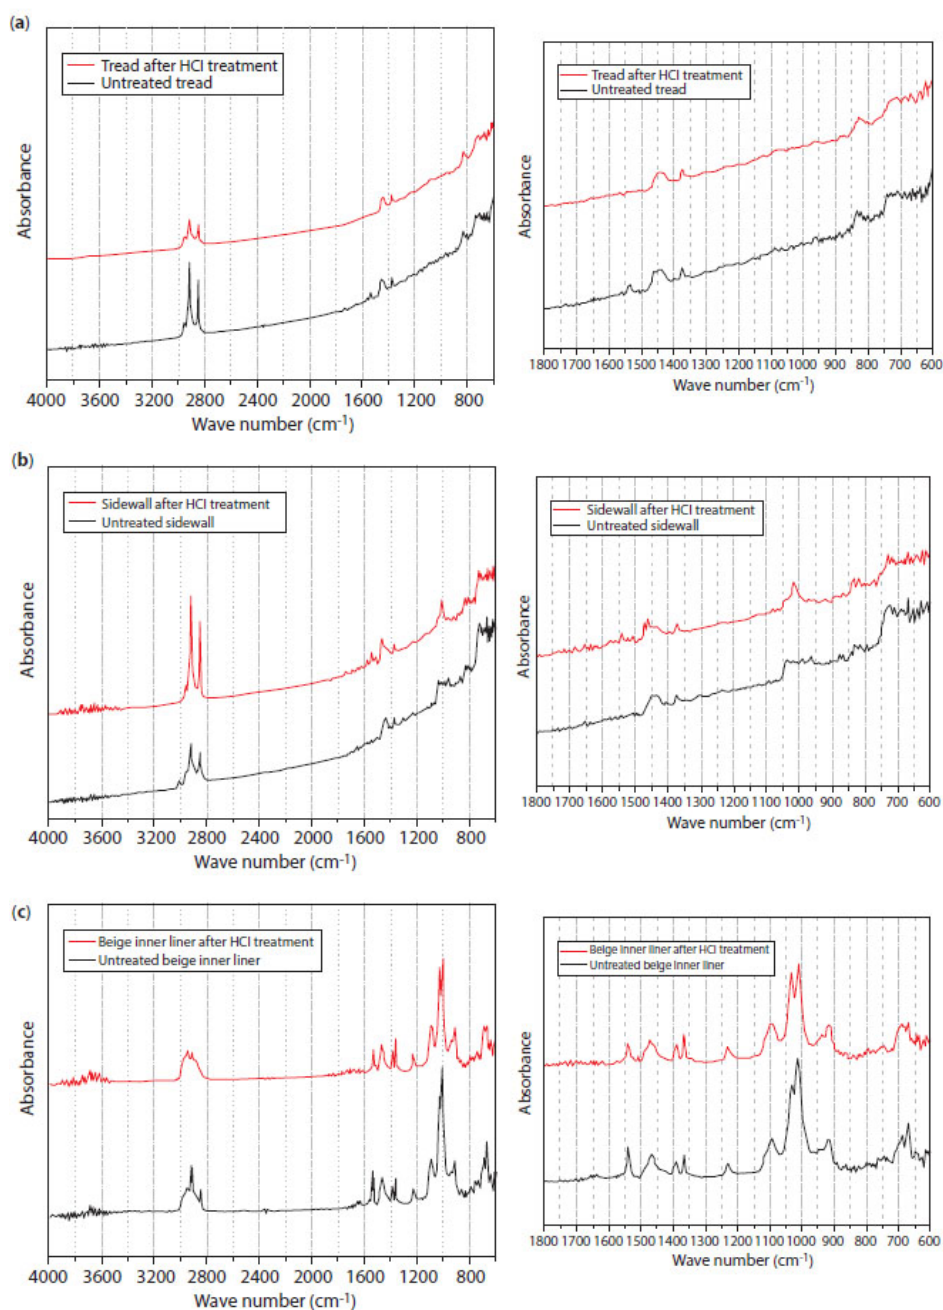 (a)
Tread after HCI treatment
Untreated tread
Absorbance
4000 3600 3200 2800 2400 2000 1600 1200 800
Wave number (cm-1)
Tread after HCI treatment
Untreated tread
Absorbance
1800 1700 1600 1500 1400 1300 1200 1100 1000 900 800 700 600
Wave number (cm-1)
(b)
Sidewall after HCI treatment
Untreated sidewall
Absorbance
4000 3600 3200 2800 2400 2000 1600 1200 800
Wave number (cm-1)
Sidewall after HCI treatment
Untreated sidewall
Absorbance
1800 1700 1600 1500 1400 1300 1200 1100 1000 900 800 700 600
Wave number (cm-1)
(c)
Beige inner liner after HCI treatment
Untreated beige inner liner
Absorbance
4000 3600 3200 2800 2400 2000 1600 1200 800
Wave number (cm-1)
Beige inner liner after HCI treatment
Untreated beige inner liner
Absorbance
1800 1700 1600 1500 1400 1300 1200 1100 1000 900 800 700 600
Wave number (cm-1)